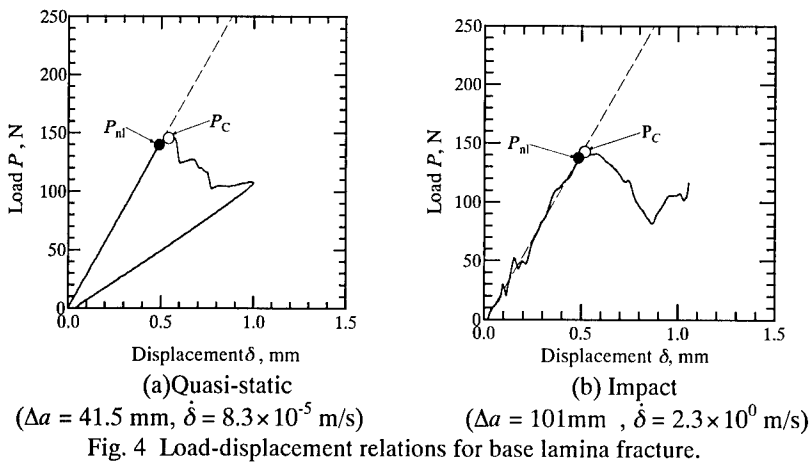 250
200
150
100
50
0
Load P, N
P_nl
P_C
0.0 0.5 1.0 1.5
Displacement δ, mm
(a)Quasi-static
(Δa = 41.5 mm, δ̇ = 8.3×10⁻⁵ m/s)
250
200
150
100
50
0
Load P, N
P_nl
P_C
0.0 0.5 1.0 1.5
Displacement δ, mm
(b) Impact
(Δa = 101mm , δ̇ = 2.3×10⁰ m/s)
Fig. 4 Load-displacement relations for base lamina fracture.